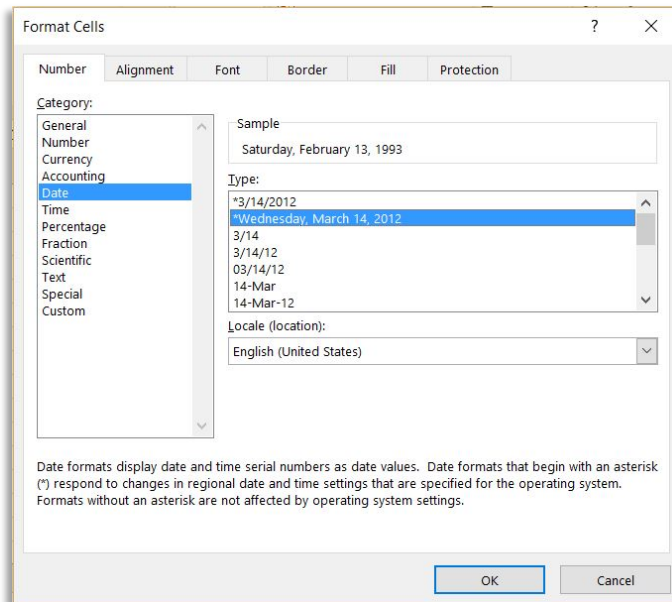 Format Cells ? ×
Number Alignment Font Border Fill Protection
Category:
General
Number
Currency
Accounting
Date
Time
Percentage
Fraction
Scientific
Text
Special
Custom
Sample
Saturday, February 13, 1993
Type:
*3/14/2012
*Wednesday, March 14, 2012
3/14
3/14/12
03/14/12
14-Mar
14-Mar-12
Locale (location):
English (United States)
Date formats display date and time serial numbers as date values.  Date formats that begin with an asterisk
(*) respond to changes in regional date and time settings that are specified for the operating system.
Formats without an asterisk are not affected by operating system settings.
OK Cancel